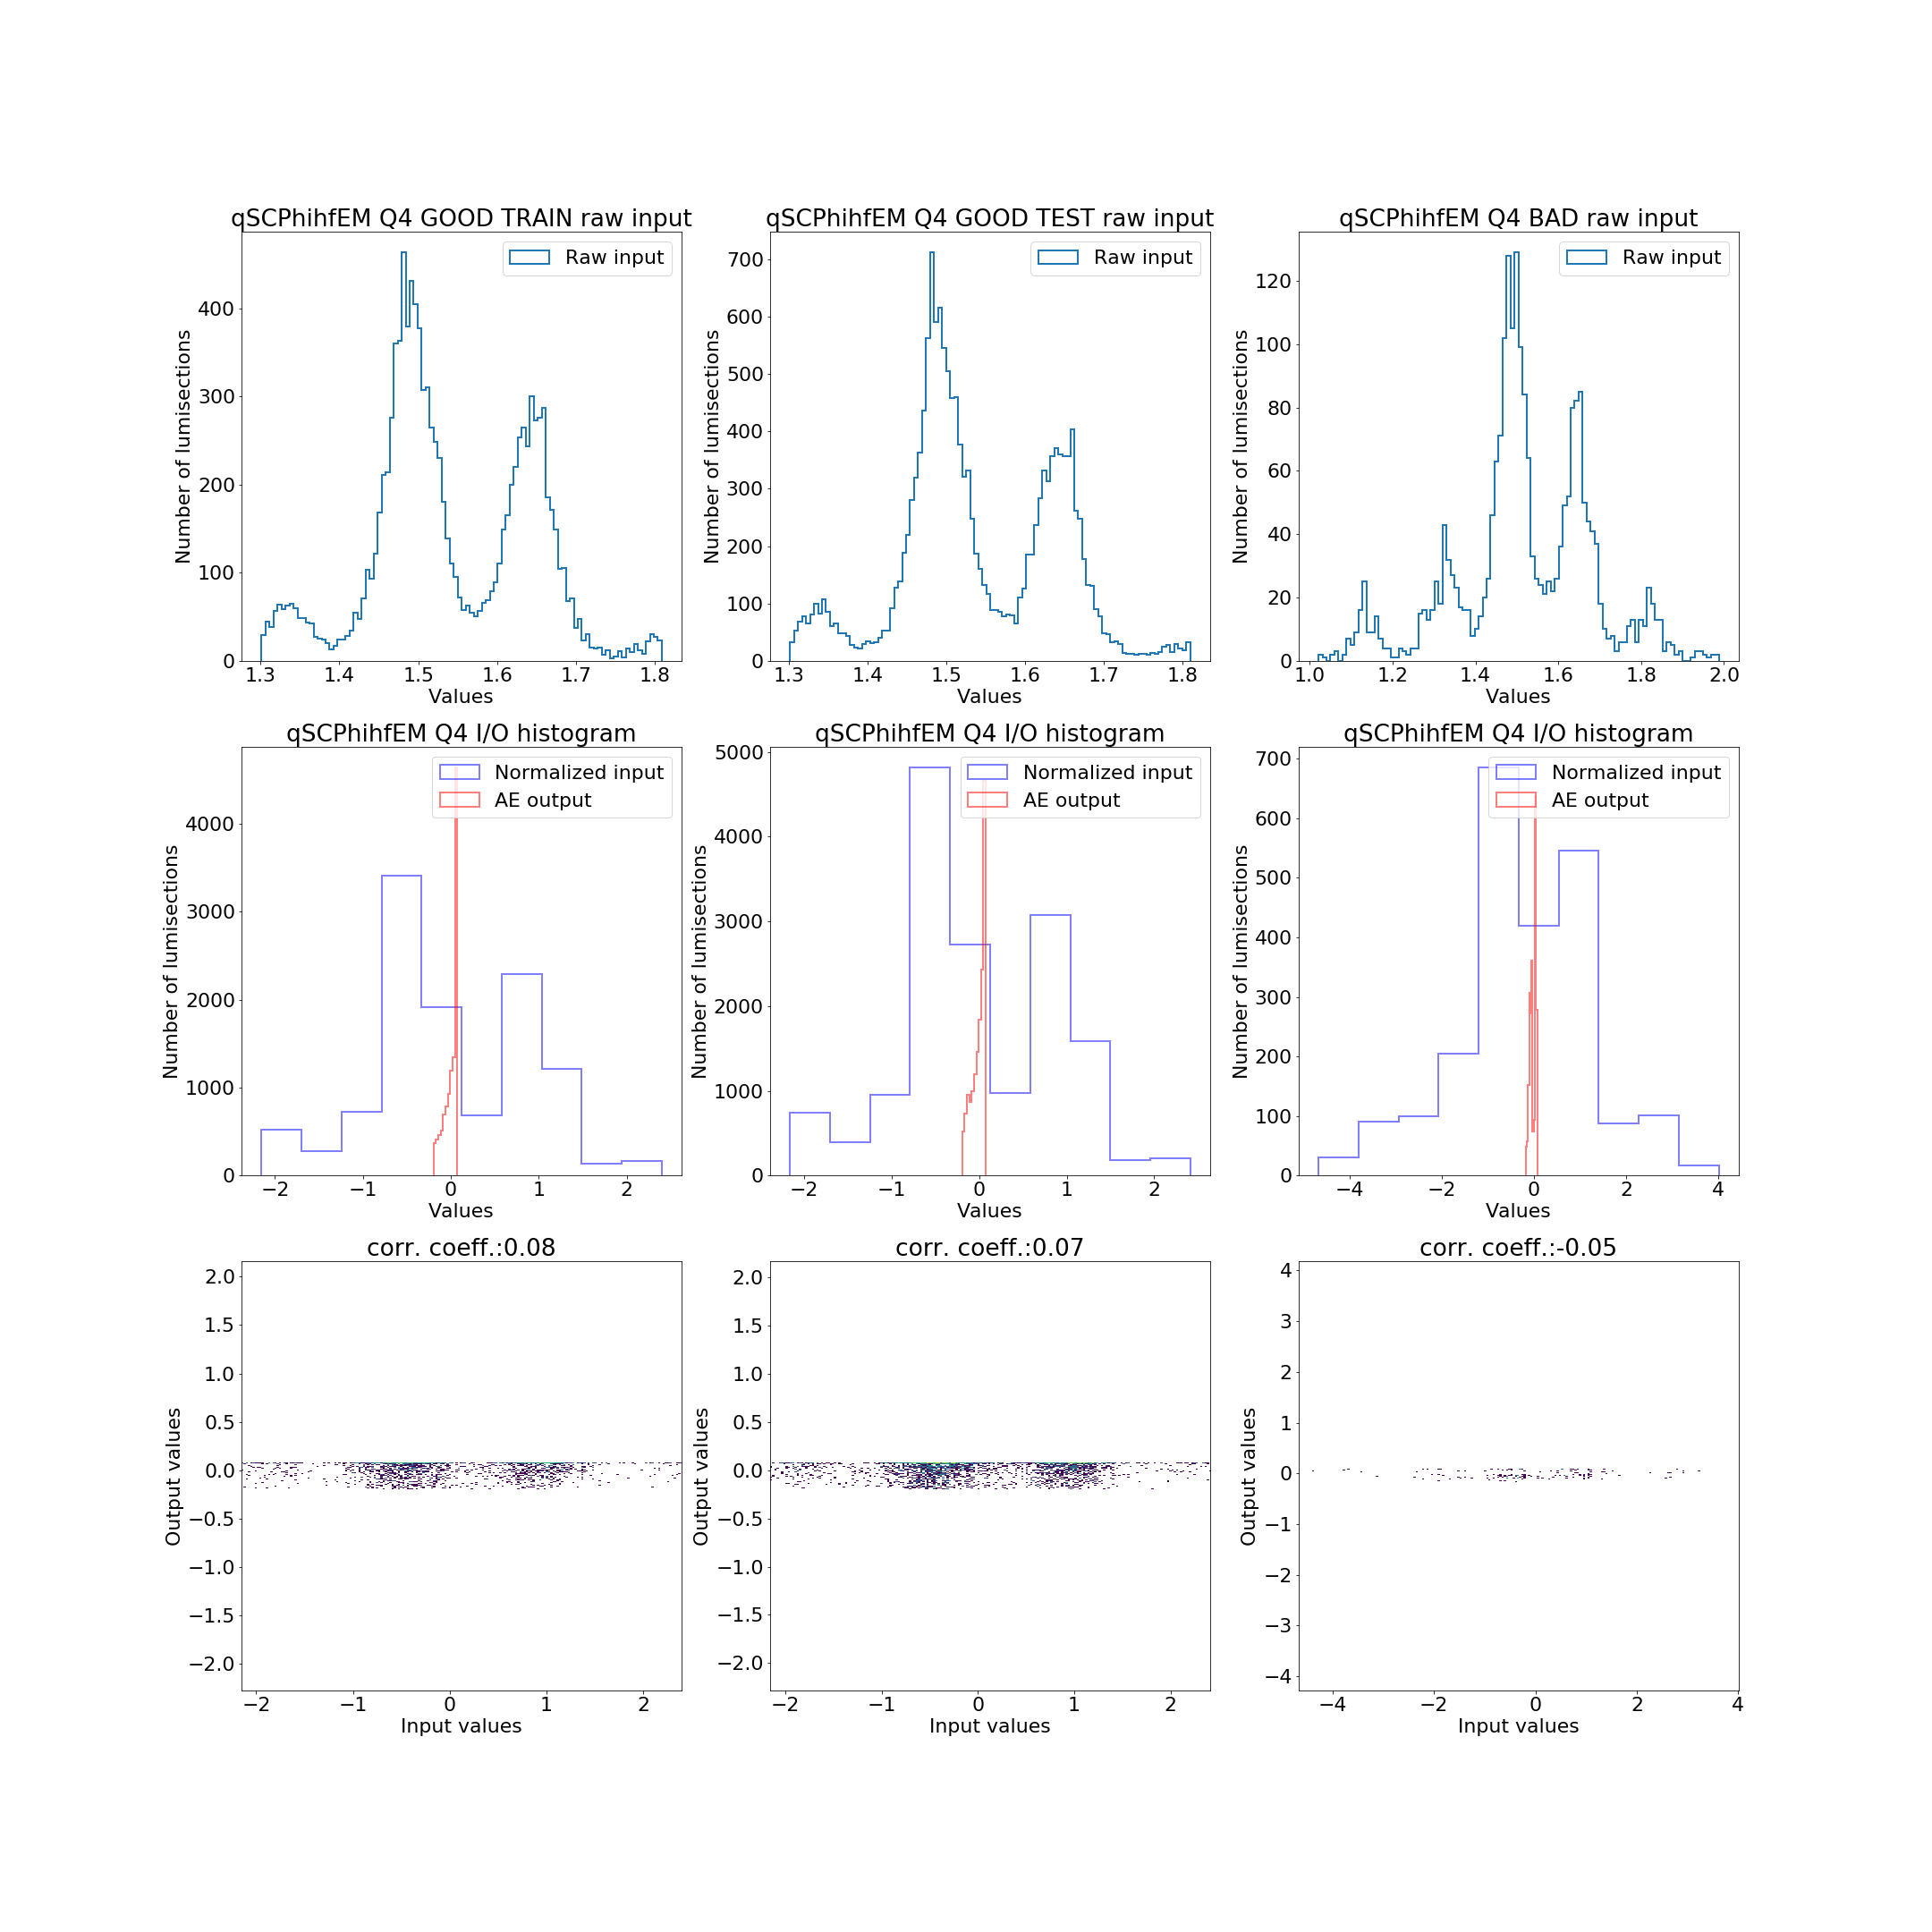 qSCPhihfEM Q4 GOOD TRAIN raw input
Raw input
Number of lumisections
400
300
200
100
0
1.3 1.4 1.5 1.6 1.7 1.8
Values
qSCPhihfEM Q4 GOOD TEST raw input
Raw input
Number of lumisections
700
600
500
400
300
200
100
0
1.3 1.4 1.5 1.6 1.7 1.8
Values
qSCPhihfEM Q4 BAD raw input
Raw input
Number of lumisections
120
100
80
60
40
20
0
1.0 1.2 1.4 1.6 1.8 2.0
Values
qSCPhihfEM Q4 I/O histogram
Normalized input
AE output
Number of lumisections
4000
3000
2000
1000
0
−2 −1 0 1 2
Values
qSCPhihfEM Q4 I/O histogram
Normalized input
AE output
Number of lumisections
5000
4000
3000
2000
1000
0
−2 −1 0 1 2
Values
qSCPhihfEM Q4 I/O histogram
Normalized input
AE output
Number of lumisections
700
600
500
400
300
200
100
0
−4 −2 0 2 4
Values
corr. coeff.:0.08
Output values
2.0
1.5
1.0
0.5
0.0
−0.5
−1.0
−1.5
−2.0
−2 −1 0 1 2
Input values
corr. coeff.:0.07
Output values
2.0
1.5
1.0
0.5
0.0
−0.5
−1.0
−1.5
−2.0
−2 −1 0 1 2
Input values
corr. coeff.:-0.05
Output values
4
3
2
1
0
−1
−2
−3
−4
−4 −2 0 2 4
Input values